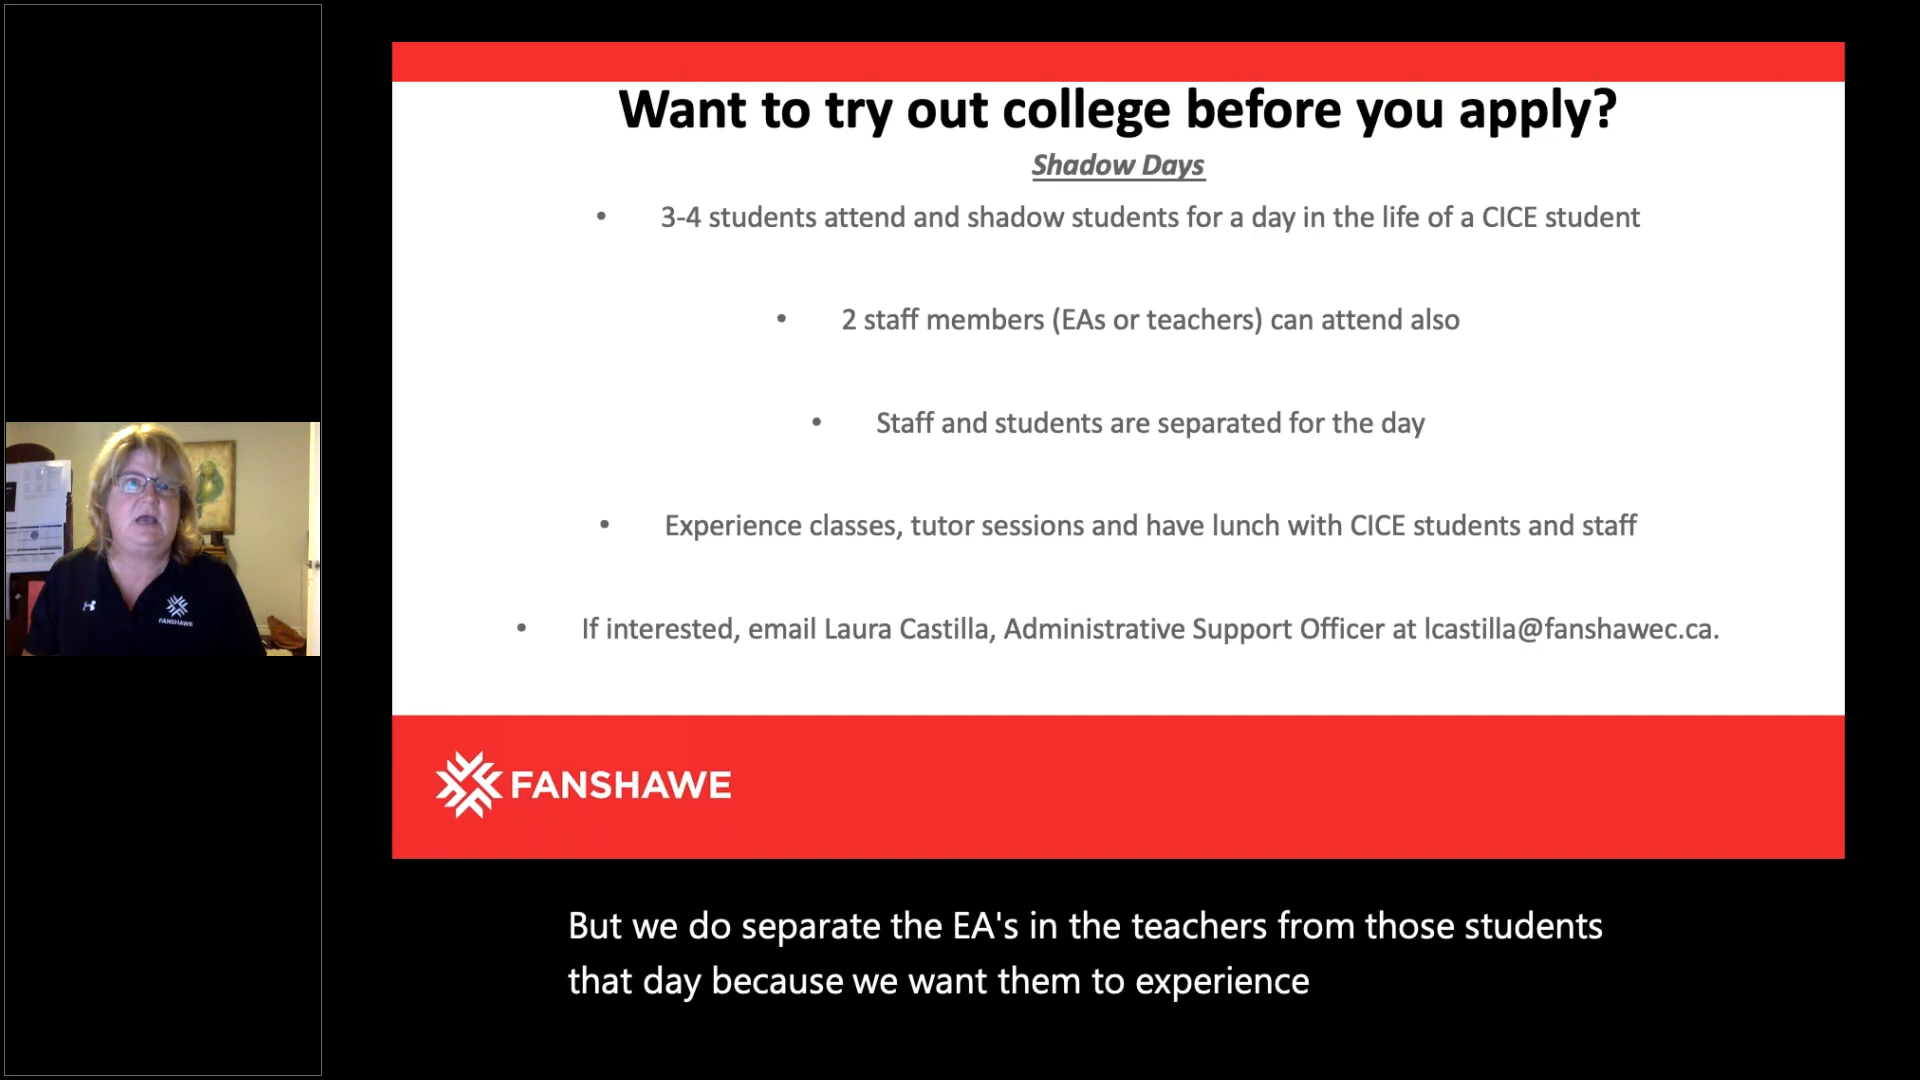 Want to try out college before you apply?
Shadow Days
• 3-4 students attend and shadow students for a day in the life of a CICE student
• 2 staff members (EAs or teachers) can attend also
• Staff and students are separated for the day
• Experience classes, tutor sessions and have lunch with CICE students and staff
• If interested, email Laura Castilla, Administrative Support Officer at lcastilla@fanshawec.ca.
FANSHAWE
FANSHAWE
But we do separate the EA's in the teachers from those students
that day because we want them to experience